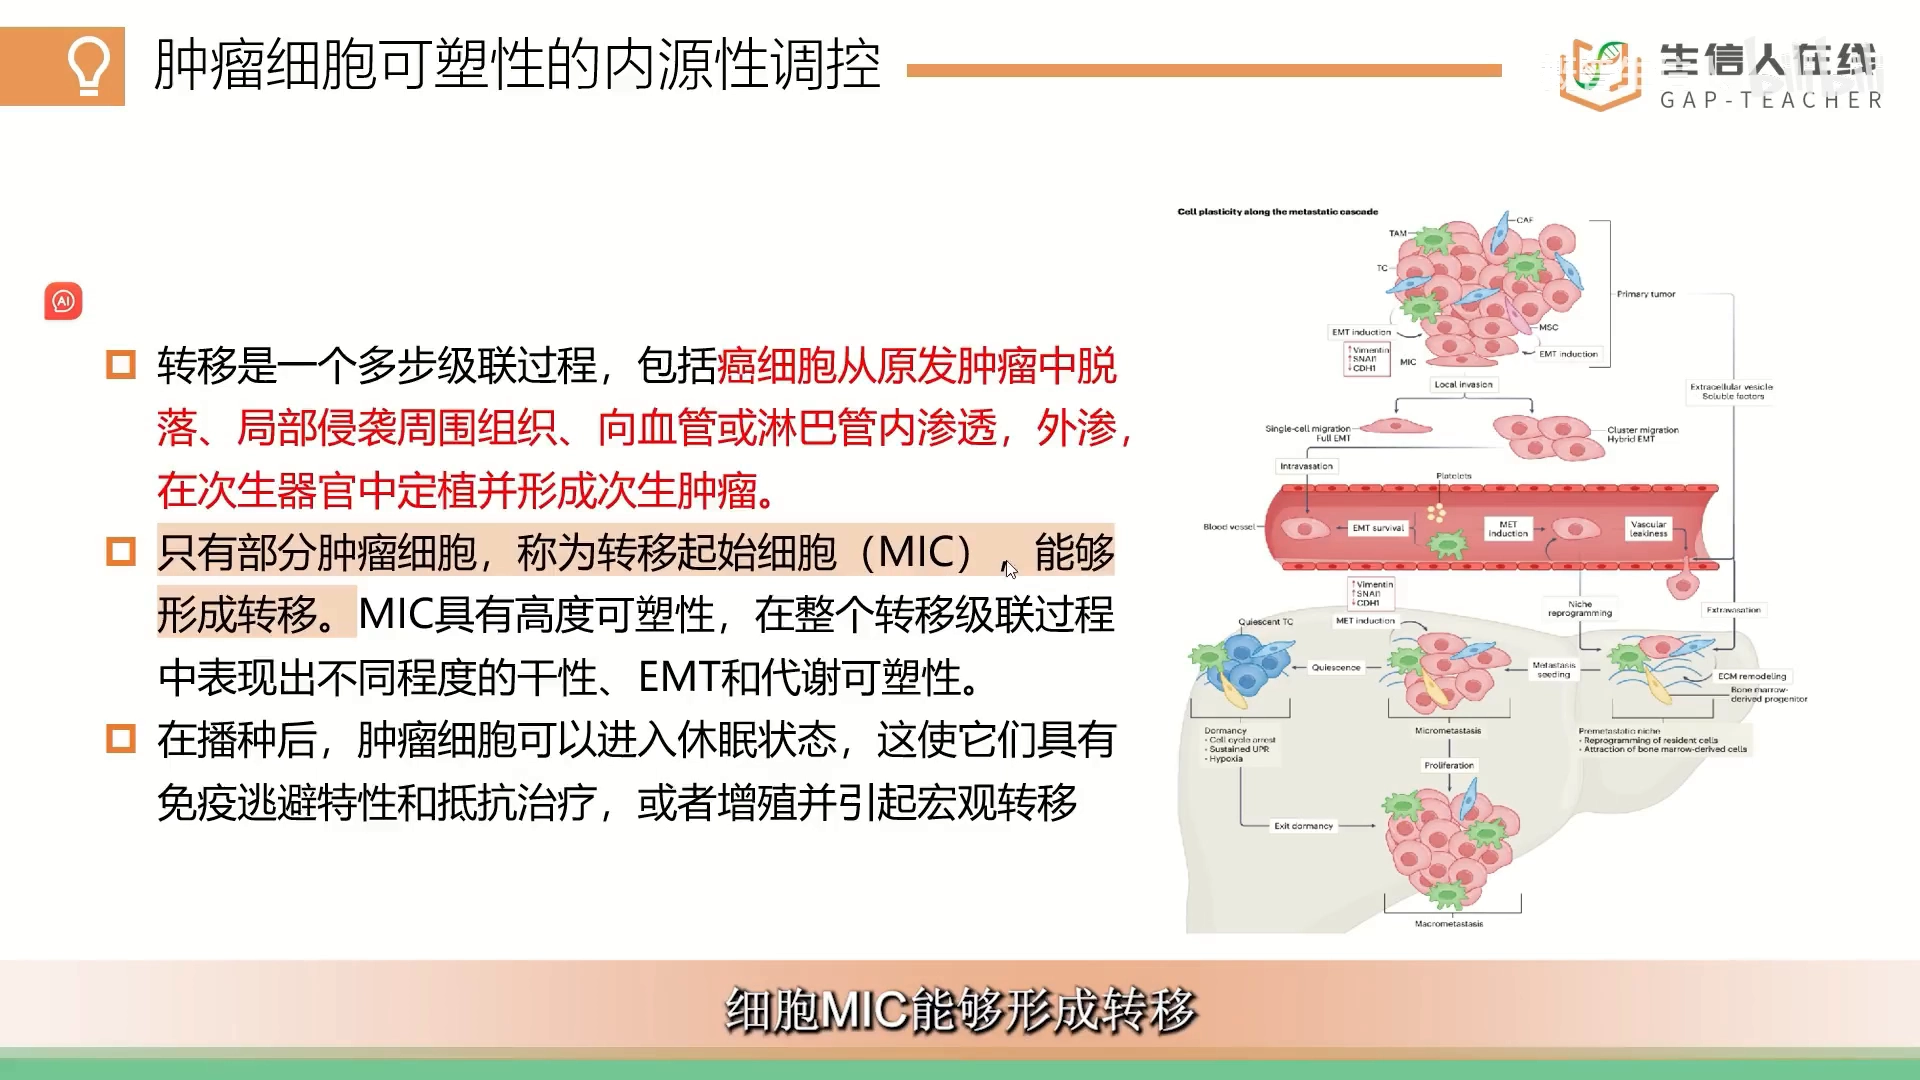 肿瘤细胞可塑性的内源性调控
生信人在线
GAP-TEACHER
AI
转移是一个多步级联过程，包括癌细胞从原发肿瘤中脱
落、局部侵袭周围组织、向血管或淋巴管内渗透，外渗，
在次生器官中定植并形成次生肿瘤。
只有部分肿瘤细胞，称为转移起始细胞（MIC），能够
形成转移。MIC具有高度可塑性，在整个转移级联过程
中表现出不同程度的干性、EMT和代谢可塑性。
在播种后，肿瘤细胞可以进入休眠状态，这使它们具有
免疫逃避特性和抵抗治疗，或者增殖并引起宏观转移
Cell plasticity along the metastatic cascade
CAF
TAM
TC
Primary tumor
MSC
EMT induction
EMT induction
↑Vimentin
↑SNAI1
↓CDH1
MIC
Local invasion
Extracellular vesicle
Soluble factors
Single-cell migration
Full EMT
Cluster migration
Hybrid EMT
Intravasation
Platelets
Blood vessel
EMT survival
MET
induction
Vascular
leakiness
↑Vimentin
↑SNAI1
↓CDH1
Niche
reprogramming
Extravasation
Quiescent TC
MET induction
Quiescence
Metastasis
seeding
ECM remodeling
Bone marrow-
derived progenitor
Dormancy
• Cell cycle arrest
• Sustained UPR
• Hypoxia
Micrometastasis
Premetastatic niche
• Reprogramming of resident cells
• Attraction of bone marrow-derived cells
Proliferation
Exit dormancy
Macrometastasis
细胞MIC能够形成转移